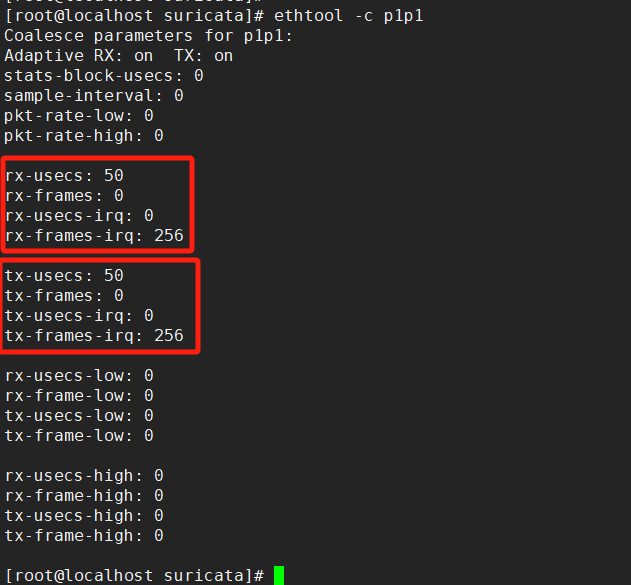 [root@localhost suricata]# ethtool -c p1p1
Coalesce parameters for p1p1:
Adaptive RX: on  TX: on
stats-block-usecs: 0
sample-interval: 0
pkt-rate-low: 0
pkt-rate-high: 0
rx-usecs: 50
rx-frames: 0
rx-usecs-irq: 0
rx-frames-irq: 256
tx-usecs: 50
tx-frames: 0
tx-usecs-irq: 0
tx-frames-irq: 256
rx-usecs-low: 0
rx-frame-low: 0
tx-usecs-low: 0
tx-frame-low: 0
rx-usecs-high: 0
rx-frame-high: 0
tx-usecs-high: 0
tx-frame-high: 0
[root@localhost suricata]#